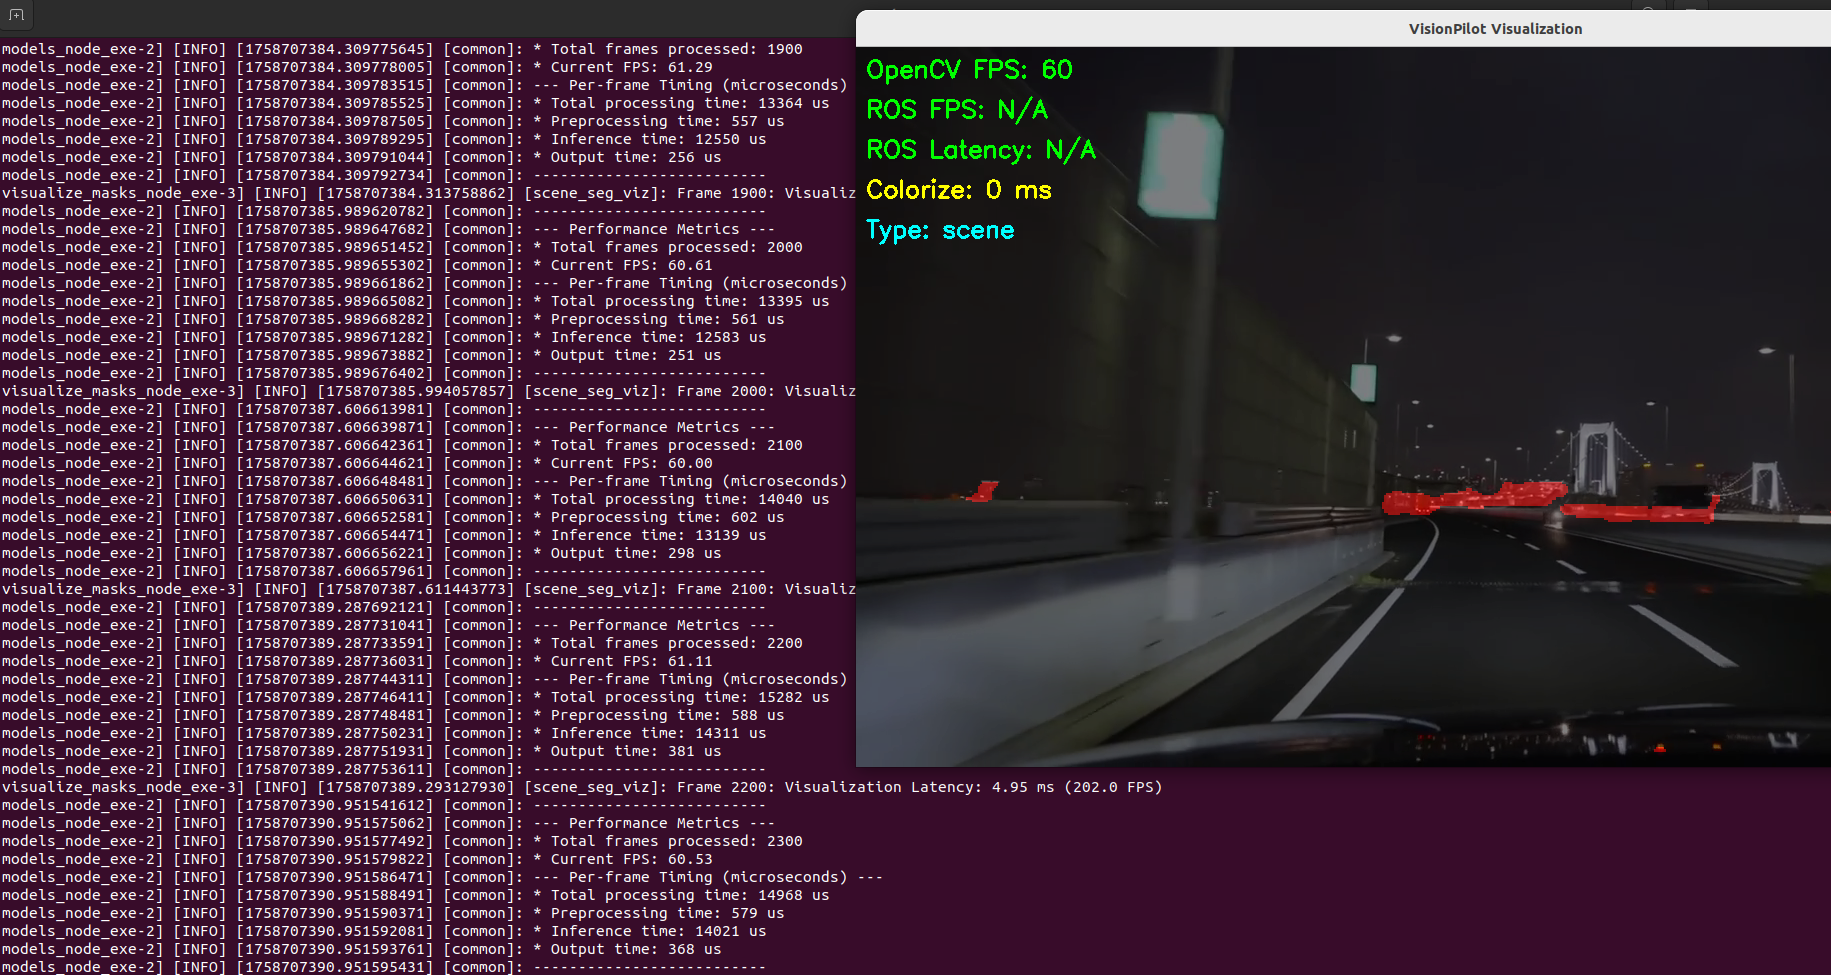 models_node_exe-2] [INFO] [1758707384.309775645] [common]: * Total frames processed: 1900
models_node_exe-2] [INFO] [1758707384.309778005] [common]: * Current FPS: 61.29
models_node_exe-2] [INFO] [1758707384.309783515] [common]: --- Per-frame Timing (microseconds)
models_node_exe-2] [INFO] [1758707384.309785525] [common]: * Total processing time: 13364 us
models_node_exe-2] [INFO] [1758707384.309787505] [common]: * Preprocessing time: 557 us
models_node_exe-2] [INFO] [1758707384.309789295] [common]: * Inference time: 12550 us
models_node_exe-2] [INFO] [1758707384.309791044] [common]: * Output time: 256 us
models_node_exe-2] [INFO] [1758707384.309792734] [common]: --------------------------
visualize_masks_node_exe-3] [INFO] [1758707384.313758862] [scene_seg_viz]: Frame 1900: Visualiz
models_node_exe-2] [INFO] [1758707385.989620782] [common]: --------------------------
models_node_exe-2] [INFO] [1758707385.989647682] [common]: --- Performance Metrics ---
models_node_exe-2] [INFO] [1758707385.989651452] [common]: * Total frames processed: 2000
models_node_exe-2] [INFO] [1758707385.989655302] [common]: * Current FPS: 60.61
models_node_exe-2] [INFO] [1758707385.989661862] [common]: --- Per-frame Timing (microseconds)
models_node_exe-2] [INFO] [1758707385.989665082] [common]: * Total processing time: 13395 us
models_node_exe-2] [INFO] [1758707385.989668282] [common]: * Preprocessing time: 561 us
models_node_exe-2] [INFO] [1758707385.989671282] [common]: * Inference time: 12583 us
models_node_exe-2] [INFO] [1758707385.989673882] [common]: * Output time: 251 us
models_node_exe-2] [INFO] [1758707385.989676402] [common]: --------------------------
visualize_masks_node_exe-3] [INFO] [1758707385.994057857] [scene_seg_viz]: Frame 2000: Visualiz
models_node_exe-2] [INFO] [1758707387.606613981] [common]: --------------------------
models_node_exe-2] [INFO] [1758707387.606639871] [common]: --- Performance Metrics ---
models_node_exe-2] [INFO] [1758707387.606642361] [common]: * Total frames processed: 2100
models_node_exe-2] [INFO] [1758707387.606644621] [common]: * Current FPS: 60.00
models_node_exe-2] [INFO] [1758707387.606648481] [common]: --- Per-frame Timing (microseconds)
models_node_exe-2] [INFO] [1758707387.606650631] [common]: * Total processing time: 14040 us
models_node_exe-2] [INFO] [1758707387.606652581] [common]: * Preprocessing time: 602 us
models_node_exe-2] [INFO] [1758707387.606654471] [common]: * Inference time: 13139 us
models_node_exe-2] [INFO] [1758707387.606656221] [common]: * Output time: 298 us
models_node_exe-2] [INFO] [1758707387.606657961] [common]: --------------------------
visualize_masks_node_exe-3] [INFO] [1758707387.611443773] [scene_seg_viz]: Frame 2100: Visualiz
models_node_exe-2] [INFO] [1758707389.287692121] [common]: --------------------------
models_node_exe-2] [INFO] [1758707389.287731041] [common]: --- Performance Metrics ---
models_node_exe-2] [INFO] [1758707389.287733591] [common]: * Total frames processed: 2200
models_node_exe-2] [INFO] [1758707389.287736031] [common]: * Current FPS: 61.11
models_node_exe-2] [INFO] [1758707389.287744311] [common]: --- Per-frame Timing (microseconds)
models_node_exe-2] [INFO] [1758707389.287746411] [common]: * Total processing time: 15282 us
models_node_exe-2] [INFO] [1758707389.287748481] [common]: * Preprocessing time: 588 us
models_node_exe-2] [INFO] [1758707389.287750231] [common]: * Inference time: 14311 us
models_node_exe-2] [INFO] [1758707389.287751931] [common]: * Output time: 381 us
models_node_exe-2] [INFO] [1758707389.287753611] [common]: --------------------------
visualize_masks_node_exe-3] [INFO] [1758707389.293127930] [scene_seg_viz]: Frame 2200: Visualization Latency: 4.95 ms (202.0 FPS)
models_node_exe-2] [INFO] [1758707390.951541612] [common]: --------------------------
models_node_exe-2] [INFO] [1758707390.951575062] [common]: --- Performance Metrics ---
models_node_exe-2] [INFO] [1758707390.951577492] [common]: * Total frames processed: 2300
models_node_exe-2] [INFO] [1758707390.951579822] [common]: * Current FPS: 60.53
models_node_exe-2] [INFO] [1758707390.951586471] [common]: --- Per-frame Timing (microseconds) ---
models_node_exe-2] [INFO] [1758707390.951588491] [common]: * Total processing time: 14968 us
models_node_exe-2] [INFO] [1758707390.951590371] [common]: * Preprocessing time: 579 us
models_node_exe-2] [INFO] [1758707390.951592081] [common]: * Inference time: 14021 us
models_node_exe-2] [INFO] [1758707390.951593761] [common]: * Output time: 368 us
models_node_exe-2] [INFO] [1758707390.951595431] [common]: --------------------------
VisionPilot Visualization
OpenCV FPS: 60
ROS FPS: N/A
ROS Latency: N/A
Colorize: 0 ms
Type: scene